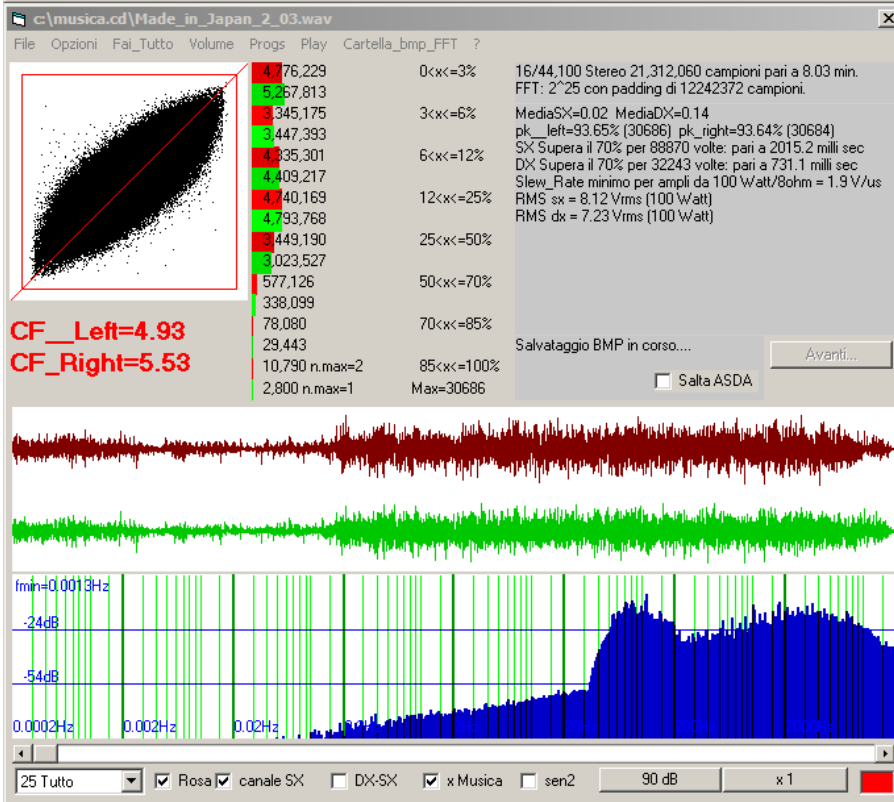 c:\musica.cd\Made_in_Japan_2_03.wav
File Opzioni Fai_Tutto Volume Progs Play Cartella_bmp_FFT ?
4,776,229 0<x<=3%
5,267,813
3,345,175 3<x<=6%
3,447,393
4,335,301 6<x<=12%
4,409,217
4,740,169 12<x<=25%
4,793,768
3,449,190 25<x<=50%
3,023,527
577,126 50<x<=70%
338,099
78,080 70<x<=85%
29,443
10,790 n.max=2 85<x<=100%
2,800 n.max=1 Max=30686
16/44,100 Stereo 21,312,060 campioni pari a 8.03 min.
FFT: 2^25 con padding di 12242372 campioni.
MediaSX=0.02 MediaDX=0.14
pk__left=93.65% (30686) pk_right=93.64% (30684)
SX Supera il 70% per 88870 volte: pari a 2015.2 milli sec
DX Supera il 70% per 32243 volte: pari a 731.1 milli sec
Slew_Rate minimo per ampli da 100 Watt/8ohm = 1.9 V/us
RMS sx = 8.12 Vrms (100 Watt)
RMS dx = 7.23 Vrms (100 Watt)
CF__Left=4.93
CF_Right=5.53
Salvataggio BMP in corso....
Avanti...
Salta ASDA
fmin=0.0013Hz
-24dB
-54dB
0.0002Hz 0.002Hz 0.02Hz
25 Tutto Rosa canale SX DX-SX x Musica sen2 90 dB x 1